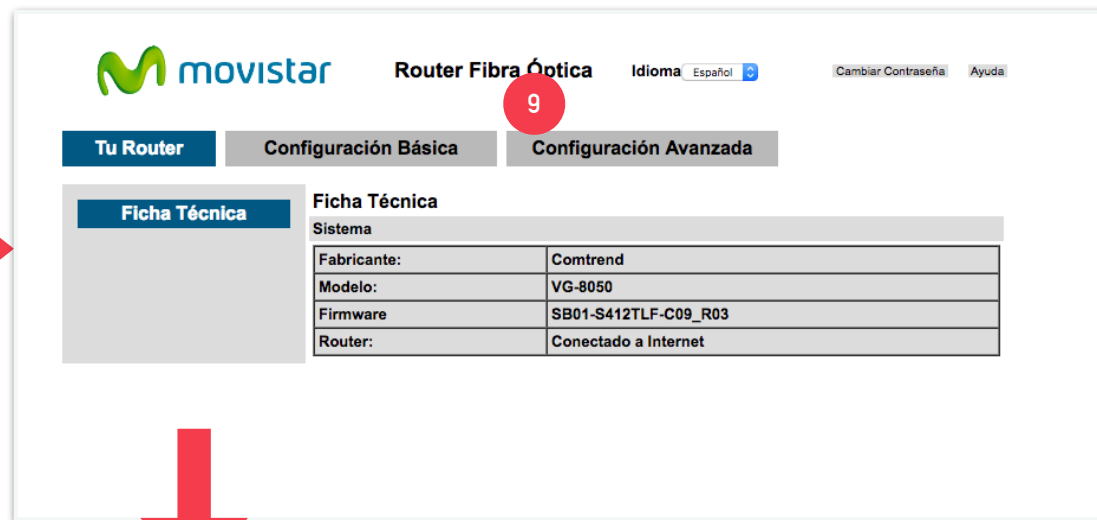 movistar Router Fibra Óptica Idioma Español Cambiar Contraseña Ayuda
9
Tu Router Configuración Básica Configuración Avanzada
Ficha Técnica
Ficha Técnica
Sistema
Fabricante: Comtrend
Modelo: VG-8050
Firmware SB01-S412TLF-C09_R03
Router: Conectado a Internet